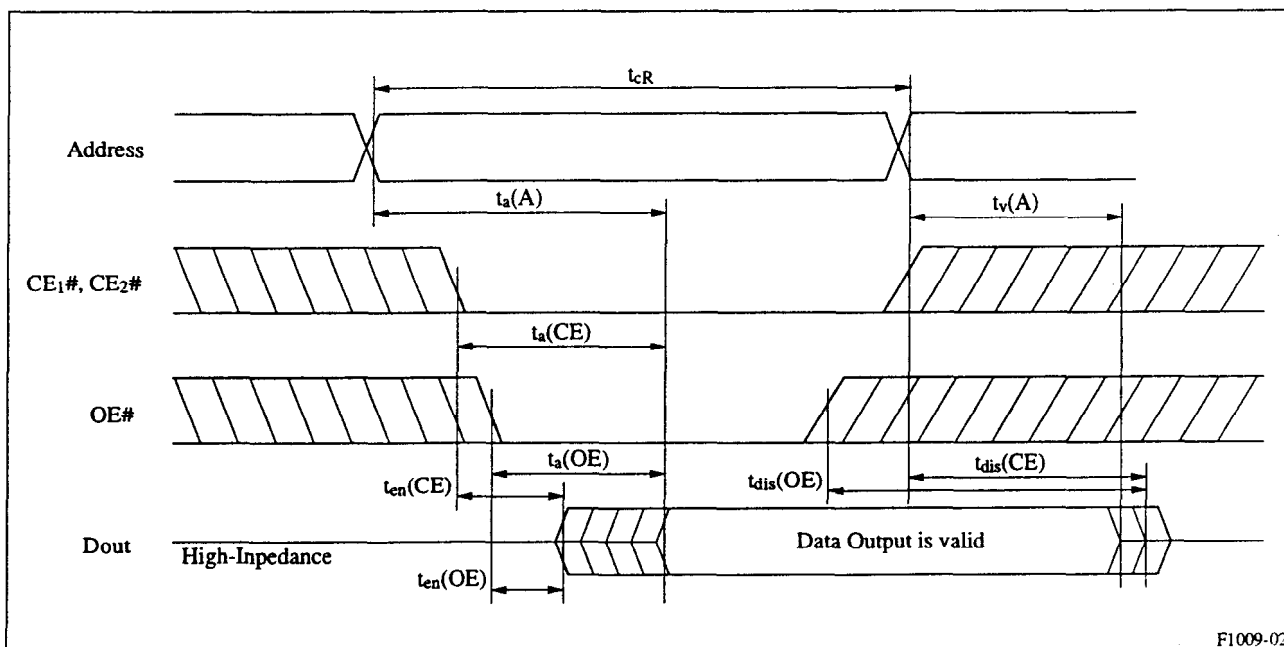 tcR
Address
ta(A)
tv(A)
CE1#, CE2#
ta(CE)
OE#
ta(OE)
tdis(CE)
ten(CE)
tdis(OE)
Dout
High-Inpedance
Data Output is valid
ten(OE)
F1009-02